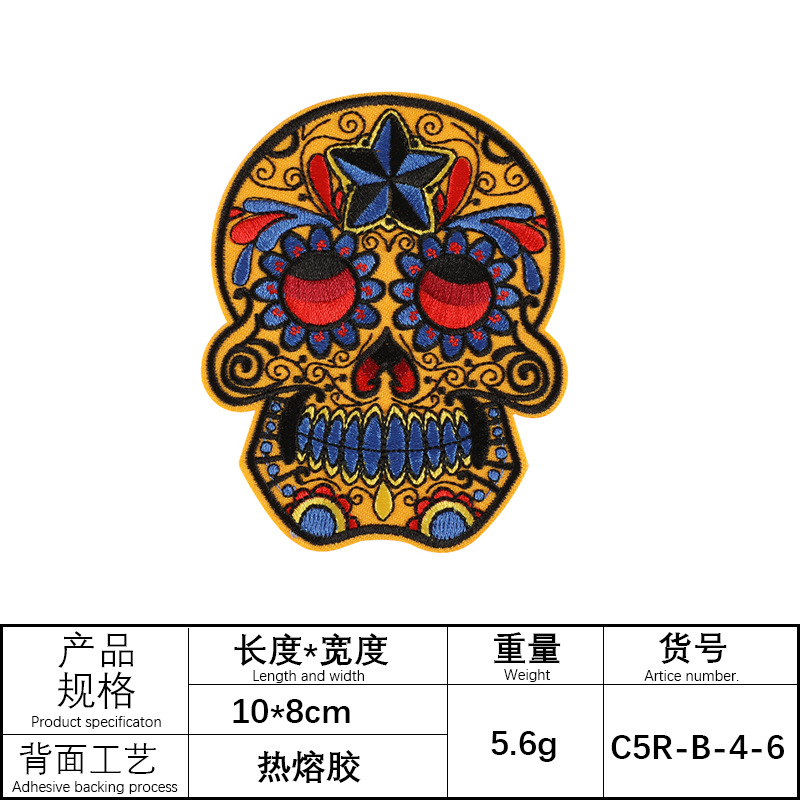 产品
规格
Product specificaton
长度*宽度
Length and width
重量
Weight
货号
Artice number.
10*8cm
5.6g
C5R-B-4-6
背面工艺
Adhesive backing process
热熔胶